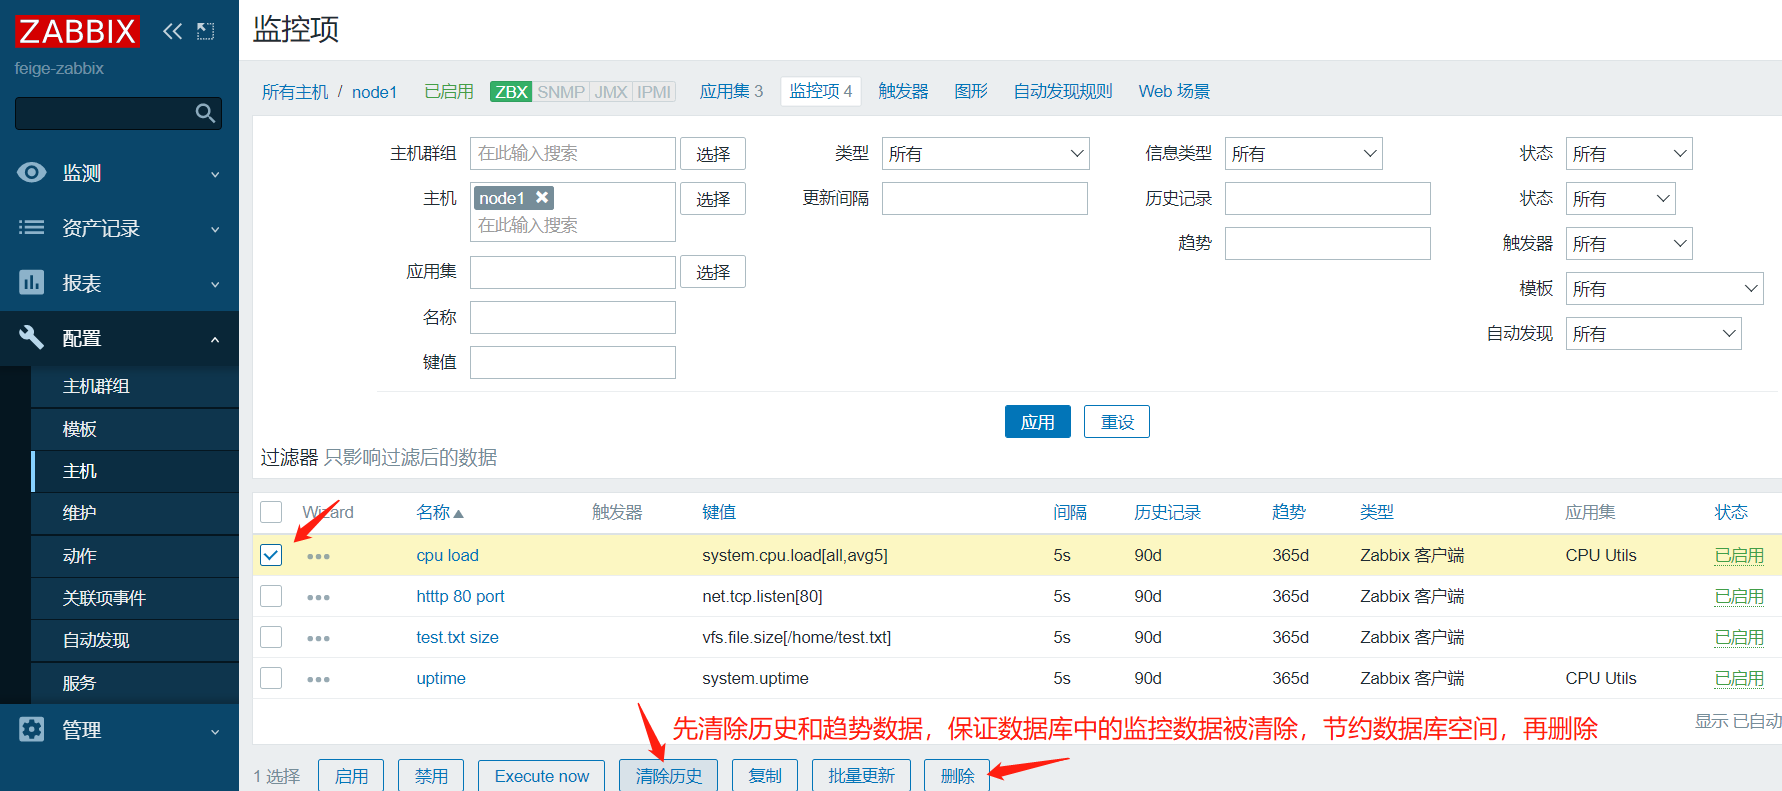 ZABBIX
feige-zabbix
监测
资产记录
报表
配置
主机群组
模板
主机
维护
动作
关联项事件
自动发现
服务
管理
监控项
所有主机 / node1 已启用 ZBX SNMP JMX IPMI 应用集 3 监控项 4 触发器 图形 自动发现规则 Web 场景
主机群组 在此输入搜索 选择 类型 所有 信息类型 所有 状态 所有
主机 node1 选择 更新间隔 历史记录 状态 所有
在此输入搜索
趋势 触发器 所有
应用集 选择
模板 所有
名称
自动发现 所有
键值
应用 重设
过滤器 只影响过滤后的数据
Wizard 名称 触发器 键值 间隔 历史记录 趋势 类型 应用集 状态
cpu load system.cpu.load[all,avg5] 5s 90d 365d Zabbix 客户端 CPU Utils 已启用
htttp 80 port net.tcp.listen[80] 5s 90d 365d Zabbix 客户端 已启用
test.txt size vfs.file.size[/home/test.txt] 5s 90d 365d Zabbix 客户端 已启用
uptime system.uptime 5s 90d 365d Zabbix 客户端 CPU Utils 已启用
显示 已自动
先清除历史和趋势数据，保证数据库中的监控数据被清除，节约数据库空间，再删除
1 选择 启用 禁用 Execute now 清除历史 复制 批量更新 删除